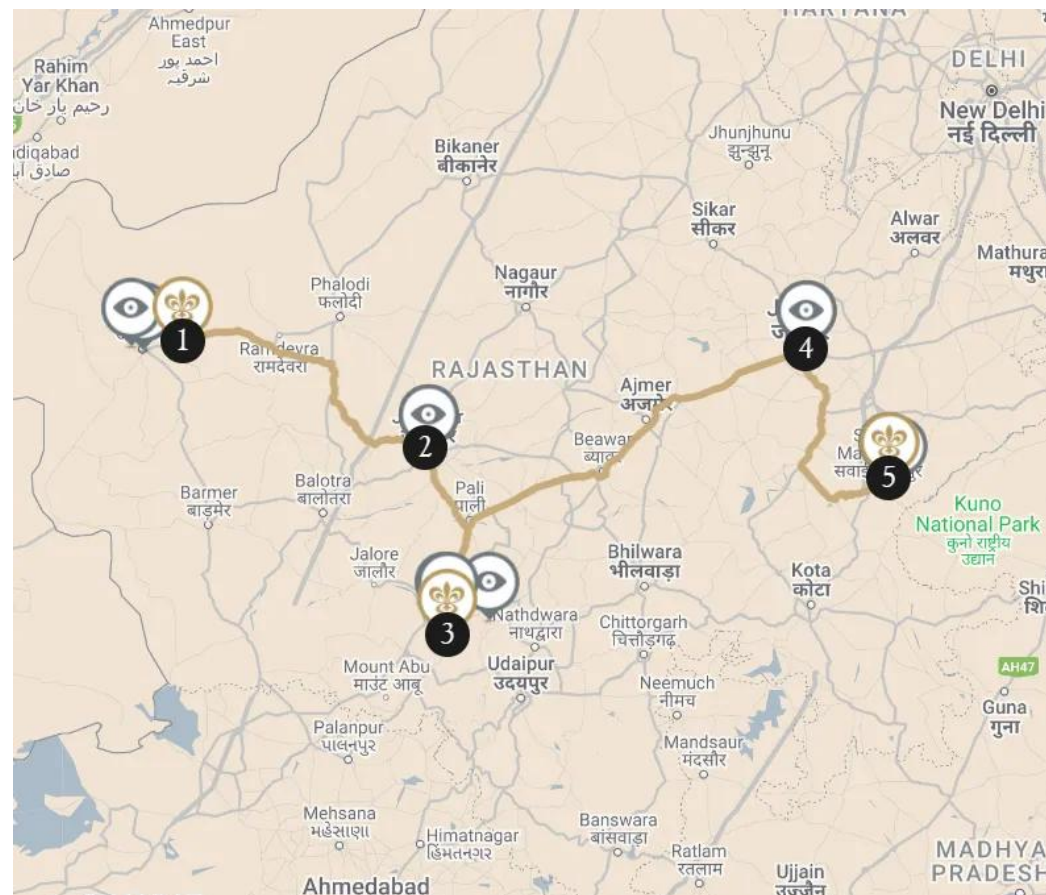 HARYANA
Ahmedpur
East
احمد پور
شرقیہ
Rahim
Yar Khan
رحیم یار خان
DELHI
New Delhi
नई दिल्ली
Jhunjhunu
झुन्झुनू
Bikaner
बीकानेर
Sikar
सीकर
Alwar
अलवर
Mathura
Nagaur
नागौर
Phalodi
फलोदी
1
Ramdevra
रामदेवरा
4
RAJASTHAN
Ajmer
अजमेर
2
Beawar
ब्यावर
5
Pali
पाली
Balotra
बालोतरा
Barmer
बाड़मेर
Kuno
National Park
कुनो राष्ट्रीय
उद्यान
Jalore
जालौर
Bhilwara
भीलवाड़ा
Kota
कोटा
3
Nathdwara
नाथद्वारा
Chittorgarh
चित्तौड़गढ़
Mount Abu
माउंट आबू
Udaipur
उदयपुर
AH47
Neemuch
नीमच
Guna
गुना
Palanpur
પાલનપુર
Mandsaur
मंदसौर
Mehsana
મહેસાણા
Himatnagar
હિંમતનગર
Banswara
बांसवाड़ा
Ratlam
रतलाम
Ujjain
उज्जैन
MADHYA
PRADESH
Ahmedabad